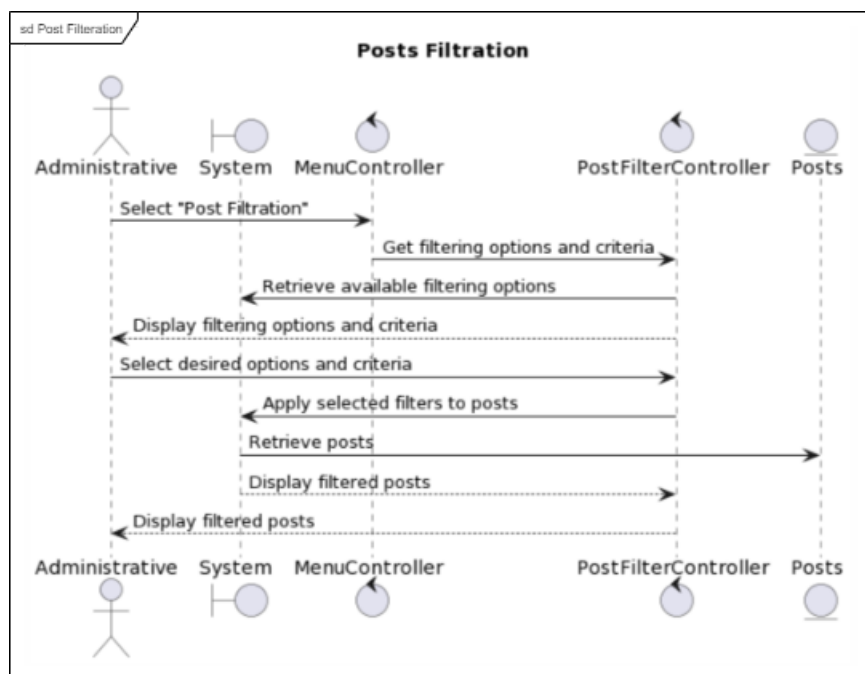 sd Post Filteration
Posts Filtration
Administrative System MenuController PostFilterController Posts
Select "Post Filtration"
Get filtering options and criteria
Retrieve available filtering options
Display filtering options and criteria
Select desired options and criteria
Apply selected filters to posts
Retrieve posts
Display filtered posts
Display filtered posts
Administrative System MenuController PostFilterController Posts